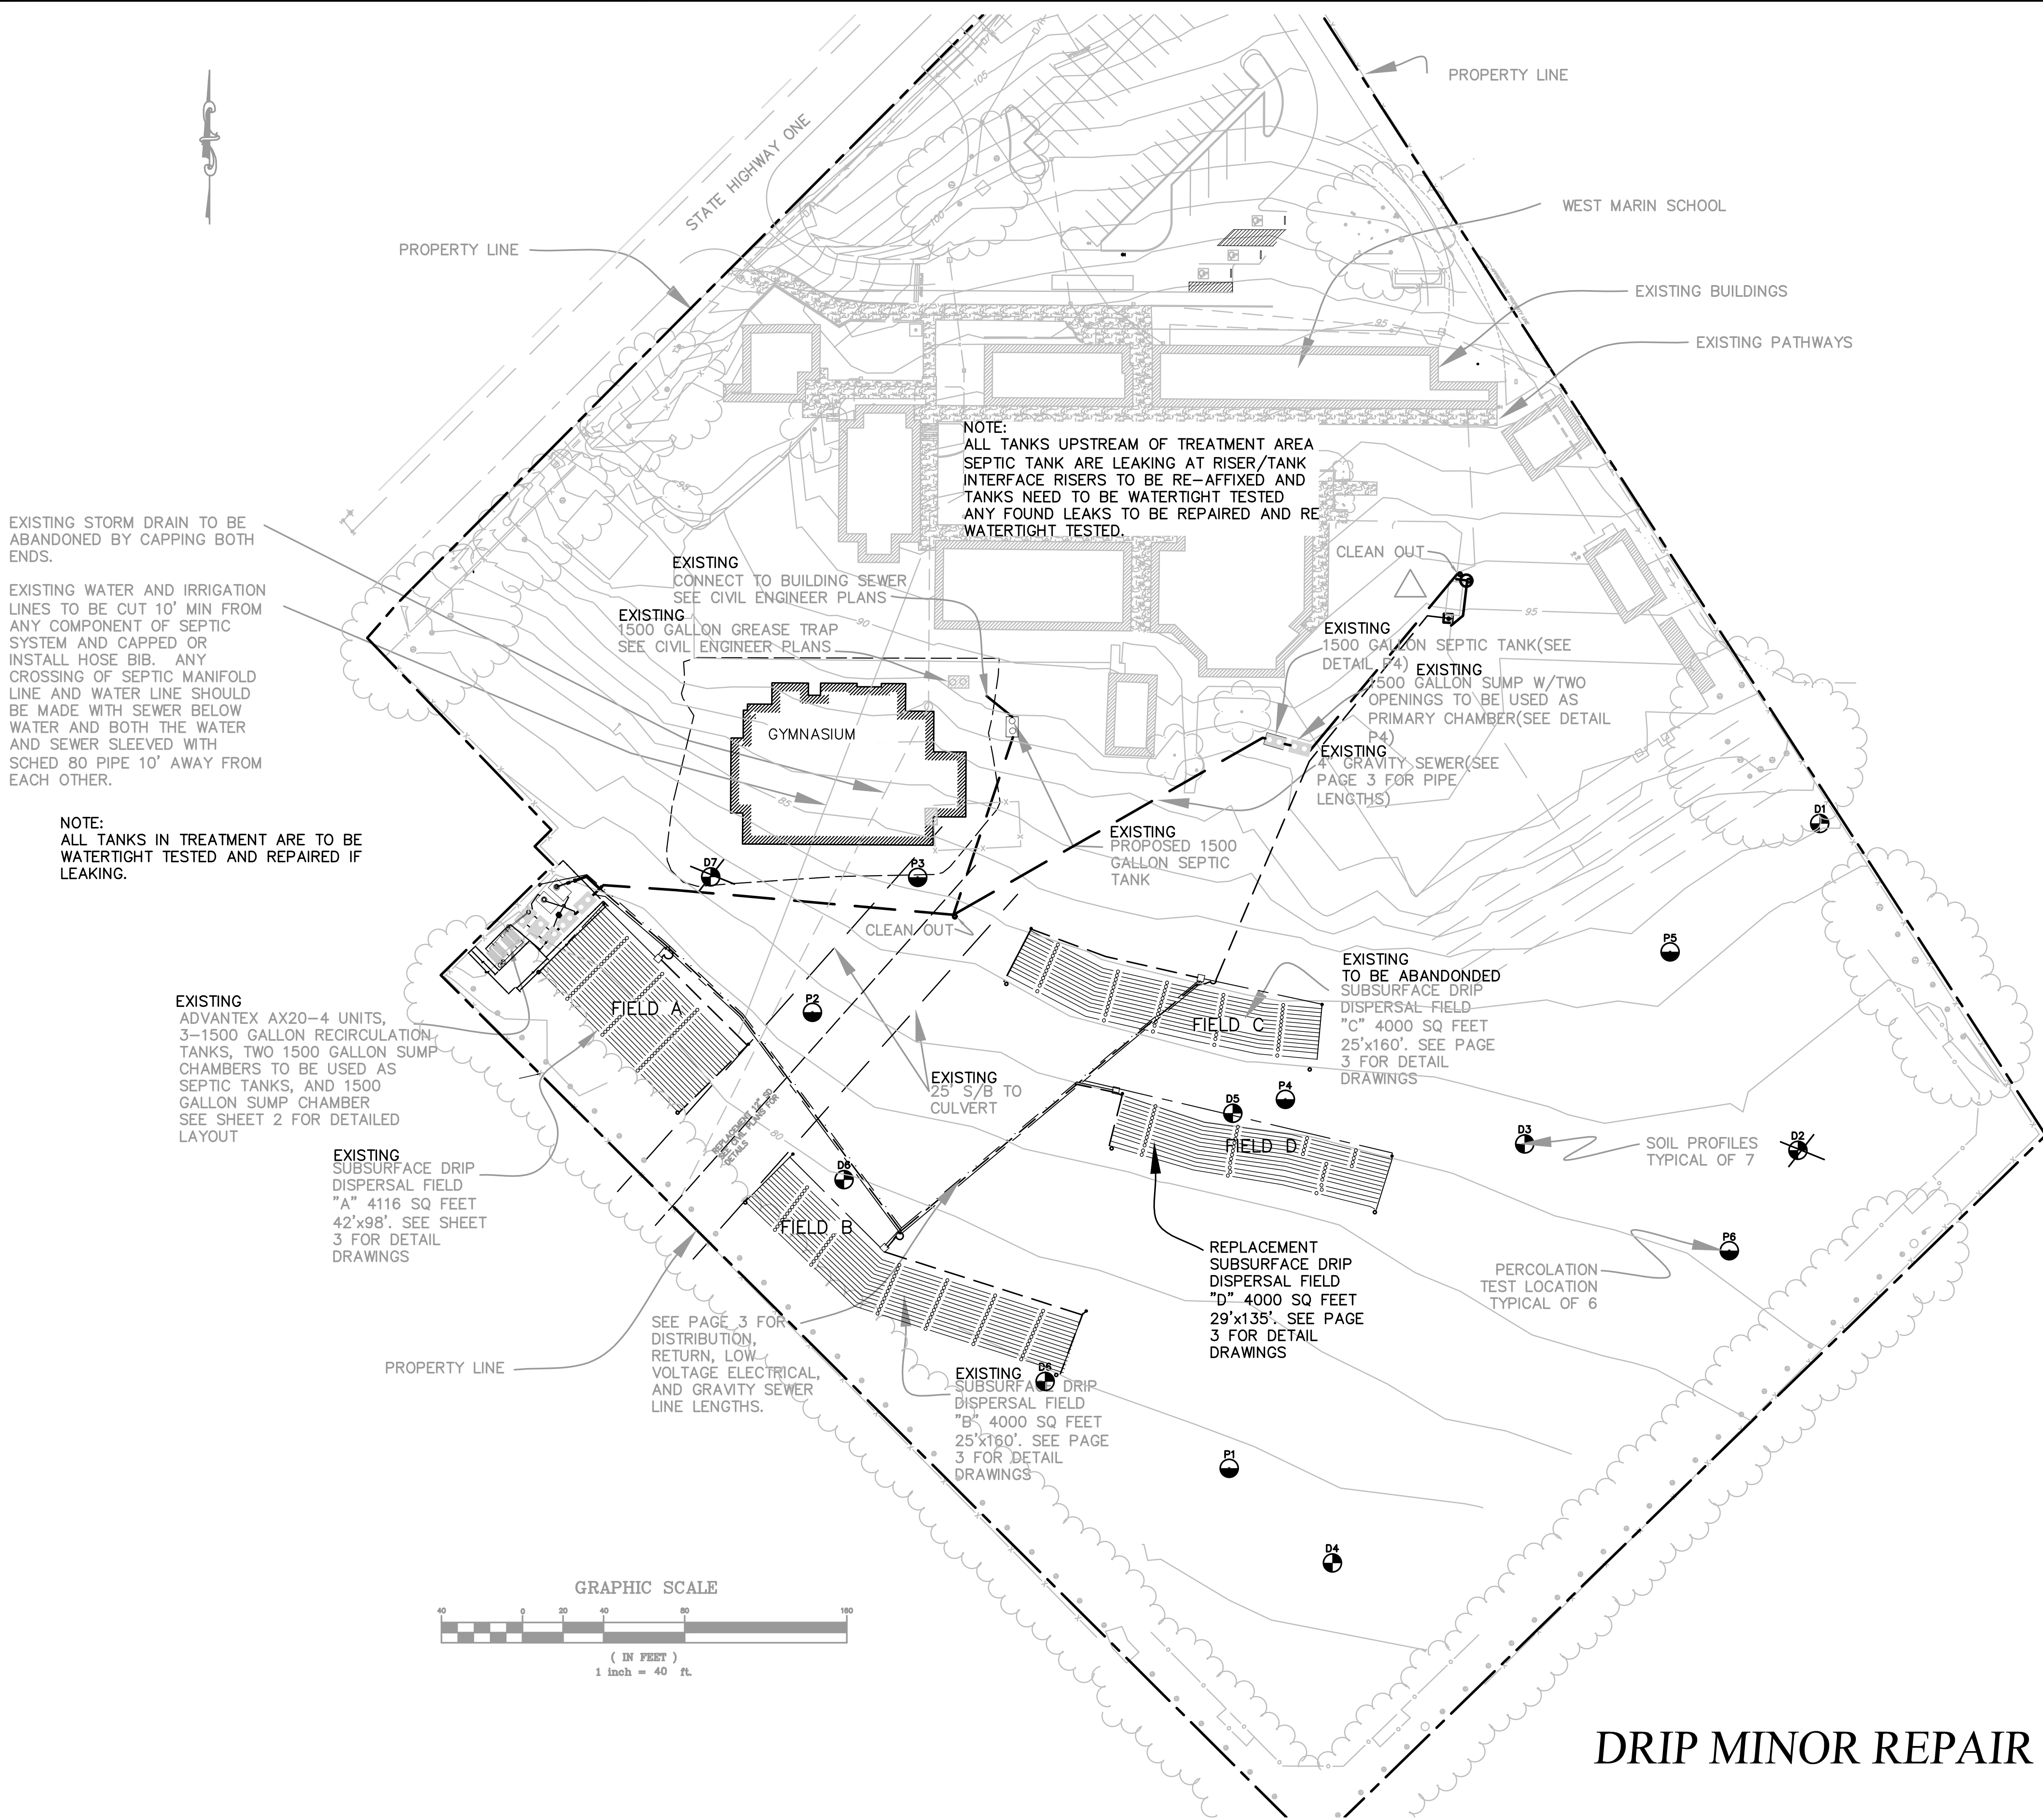 PROPERTY LINE
STATE HIGHWAY ONE
105
100
WEST MARIN SCHOOL
PROPERTY LINE
EXISTING BUILDINGS
95
EXISTING PATHWAYS
NOTE:
ALL TANKS UPSTREAM OF TREATMENT AREA
SEPTIC TANK ARE LEAKING AT RISER/TANK
INTERFACE RISERS TO BE RE-AFFIXED AND
TANKS NEED TO BE WATERTIGHT TESTED
ANY FOUND LEAKS TO BE REPAIRED AND RE
WATERTIGHT TESTED.
95
EXISTING STORM DRAIN TO BE
ABANDONED BY CAPPING BOTH
ENDS.
EXISTING WATER AND IRRIGATION
LINES TO BE CUT 10' MIN FROM
ANY COMPONENT OF SEPTIC
SYSTEM AND CAPPED OR
INSTALL HOSE BIB. ANY
CROSSING OF SEPTIC MANIFOLD
LINE AND WATER LINE SHOULD
BE MADE WITH SEWER BELOW
WATER AND BOTH THE WATER
AND SEWER SLEEVED WITH
SCHED 80 PIPE 10' AWAY FROM
EACH OTHER.
EXISTING
CONNECT TO BUILDING SEWER
SEE CIVIL ENGINEER PLANS
EXISTING
1500 GALLON GREASE TRAP
SEE CIVIL ENGINEER PLANS
90
CLEAN OUT
95
EXISTING
1500 GALLON SEPTIC TANK(SEE
DETAIL P4)
EXISTING
1500 GALLON SUMP W/TWO
OPENINGS TO BE USED AS
PRIMARY CHAMBER(SEE DETAIL
P4)
EXISTING
4" GRAVITY SEWER(SEE
PAGE 3 FOR PIPE
LENGTHS)
GYMNASIUM
85
NOTE:
ALL TANKS IN TREATMENT ARE TO BE
WATERTIGHT TESTED AND REPAIRED IF
LEAKING.
EXISTING
PROPOSED 1500
GALLON SEPTIC
TANK
D1
D7
P3
CLEAN OUT
P5
FIELD A
P2
FIELD C
EXISTING
TO BE ABANDONDED
SUBSURFACE DRIP
DISPERSAL FIELD
"C" 4000 SQ FEET
25'x160'. SEE PAGE
3 FOR DETAIL
DRAWINGS
EXISTING
ADVANTEX AX20-4 UNITS,
3-1500 GALLON RECIRCULATION
TANKS, TWO 1500 GALLON SUMP
CHAMBERS TO BE USED AS
SEPTIC TANKS, AND 1500
GALLON SUMP CHAMBER
SEE SHEET 2 FOR DETAILED
LAYOUT
EXISTING
25' S/B TO
CULVERT
REPLACEMENT 12" SD
SEE CIVIL PLANS FOR
DETAILS
80
P4
D5
FIELD D
D3
SOIL PROFILES
TYPICAL OF 7
D2
EXISTING
SUBSURFACE DRIP
DISPERSAL FIELD
"A" 4116 SQ FEET
42'x98'. SEE SHEET
3 FOR DETAIL
DRAWINGS
D6
FIELD B
REPLACEMENT
SUBSURFACE DRIP
DISPERSAL FIELD
"D" 4000 SQ FEET
29'x135'. SEE PAGE
3 FOR DETAIL
DRAWINGS
P6
PERCOLATION
TEST LOCATION
TYPICAL OF 6
SEE PAGE 3 FOR
DISTRIBUTION,
RETURN, LOW
VOLTAGE ELECTRICAL,
AND GRAVITY SEWER
LINE LENGTHS.
PROPERTY LINE
EXISTING
SUBSURFACE DRIP
DISPERSAL FIELD
"B" 4000 SQ FEET
25'x160'. SEE PAGE
3 FOR DETAIL
DRAWINGS
P1
D4
GRAPHIC SCALE
40 0 20 40 80 160
( IN FEET )
1 inch = 40 ft.
DRIP MINOR REPAIR